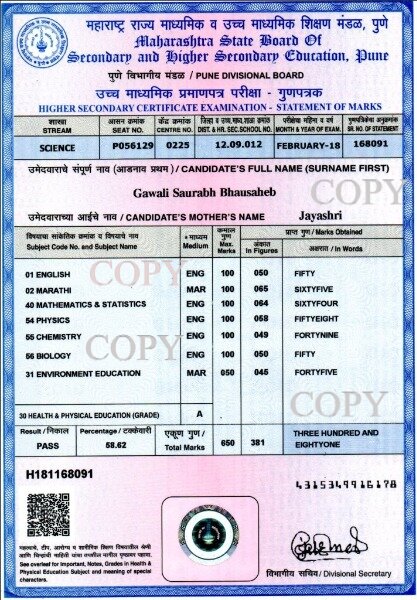 महाराष्ट्र राज्य माध्यमिक व उच्च माध्यमिक शिक्षण मंडळ, पुणे
Maharashtra State Board Of
Secondary and Higher Secondary Education, Pune
पुणे विभागीय मंडळ / PUNE DIVISIONAL BOARD
उच्च माध्यमिक प्रमाणपत्र परीक्षा - गुणपत्रक
HIGHER SECONDARY CERTIFICATE EXAMINATION - STATEMENT OF MARKS
शाखा आसन क्रमांक केंद्र क्रमांक जिल्हा व उच्च.माध्य.शाळा क्रमांक परीक्षेचा महिना व वर्ष गुणपत्रिकेचा अनुक्रमांक
STREAM SEAT NO. CENTRE NO. DIST. & HR. SEC.SCHOOL NO. MONTH & YEAR OF EXAM. SR. NO. OF STATEMENT
SCIENCE P056129 0225 12.09.012 FEBRUARY-18 168091
उमेदवाराचे संपूर्ण नाव (आडनाव प्रथम) / CANDIDATE'S FULL NAME (SURNAME FIRST)
Gawali Saurabh Bhausaheb
COPY
उमेदवाराच्या आईचे नाव / CANDIDATE'S MOTHER'S NAME Jayashri
विषयाचा सांकेतिक क्रमांक व विषयाचे नाव माध्यम कमाल गुण प्राप्त गुण / Marks Obtained
Subject Code No. and Subject Name Medium Max. Marks अंकात In Figures अक्षरात / In Words
01 ENGLISH ENG 100 050 FIFTY
COPY
02 MARATHI MAR 100 065 SIXTYFIVE
40 MATHEMATICS & STATISTICS ENG 100 064 SIXTYFOUR
54 PHYSICS ENG 100 058 FIFTYEIGHT
COPY
55 CHEMISTRY ENG 100 049 FORTYNINE
COPY
56 BIOLOGY ENG 100 050 FIFTY
31 ENVIRONMENT EDUCATION MAR 050 045 FORTYFIVE
COPY
30 HEALTH & PHYSICAL EDUCATION (GRADE) A
Result / निकाल Percentage / टक्केवारी एकूण गुण / Total Marks 650 381 THREE HUNDRED AND
PASS 58.62 EIGHTYONE
H181168091
4315349916178
See overleaf for Important, Notes, Grades in Health &
Physical Education Subject and meaning of special
characters.
विभागीय सचिव / Divisional Secretary